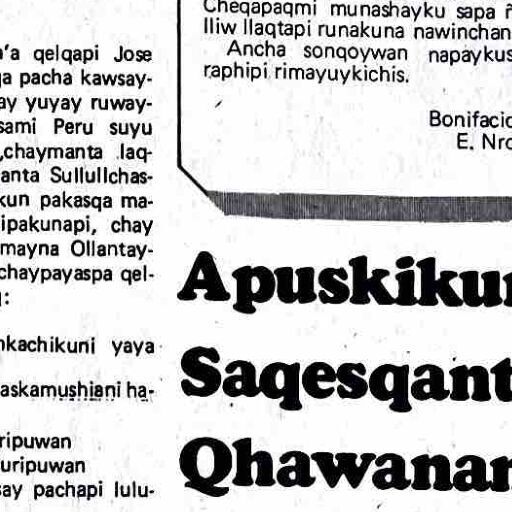 'a qelqapi Jose
qa pacha kawsay-
ay yuyay ruway-
sami Peru suyu
,chaymanta laq-
anta Sullullchas-
kun pakasqa ma-
ipakunapi, chay
mayna Ollantay-
chaypayaspa qel-
:
nkachikuni yaya
askamushiani ha-
ripuwan
uripuwan
say pachapi lulu-
Cheqapaqmi munashayku sapa
lliw llaqtapi runakuna nawinchan
Ancha sonqoywan napaykus
raphipi rimayuykichis.
Bonifacio
E. Nro
Apuskikun
Saqesqant
Qhawanan